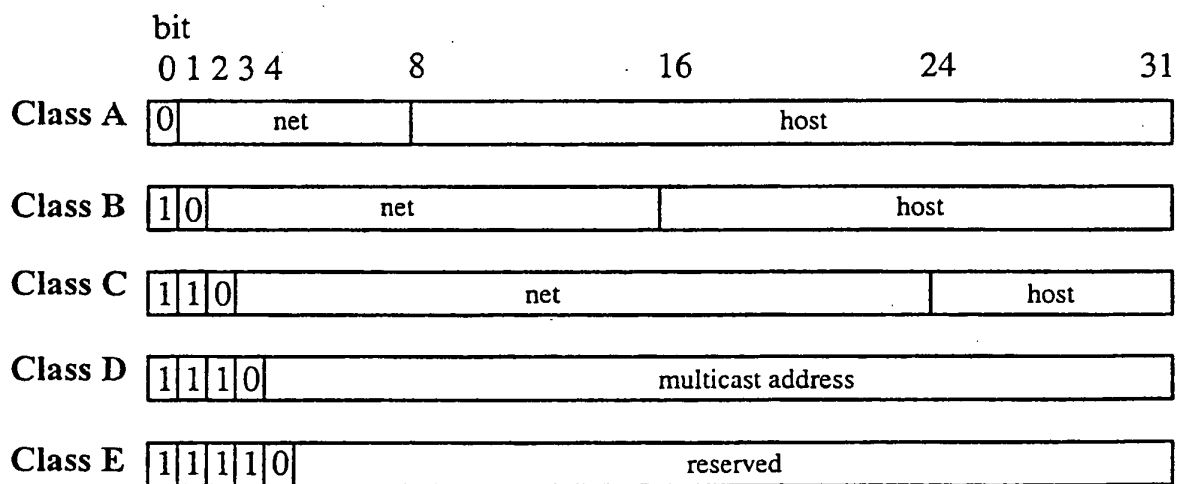 bit
0 1 2 3 4 8 16 24 31
Class A 0 net host
Class B 1 0 net host
Class C 1 1 0 net host
Class D 1 1 1 0 multicast address
Class E 1 1 1 1 0 reserved